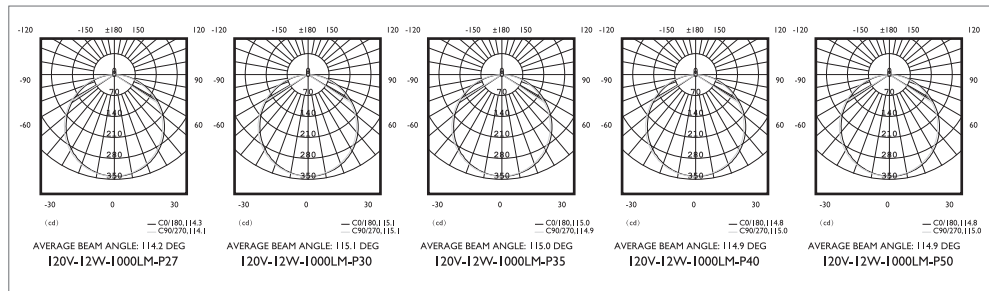 -120 -150 ±180 150 120
-90 90
-60 60
0
70
140
210
280
350
-30 0 30
(cd)
C0/180,114.3
C90/270,114.1
AVERAGE BEAM ANGLE: 114.2 DEG
120V-12W-1000LM-P27
-120 -150 ±180 150 120
-90 90
-60 60
0
70
140
210
280
350
-30 0 30
(cd)
C0/180,115.1
C90/270,115.1
AVERAGE BEAM ANGLE: 115.1 DEG
120V-12W-1000LM-P30
-120 -150 ±180 150 120
-90 90
-60 60
0
70
140
210
280
350
-30 0 30
(cd)
C0/180,115.0
C90/270,114.9
AVERAGE BEAM ANGLE: 115.0 DEG
120V-12W-1000LM-P35
-120 -150 ±180 150 120
-90 90
-60 60
0
70
140
210
280
350
-30 0 30
(cd)
C0/180,114.8
C90/270,115.0
AVERAGE BEAM ANGLE: 114.9 DEG
120V-12W-1000LM-P40
-120 -150 ±180 150 120
-90 90
-60 60
0
70
140
210
280
350
-30 0 30
(cd)
C0/180,114.8
C90/270,115.0
AVERAGE BEAM ANGLE: 114.9 DEG
120V-12W-1000LM-P50